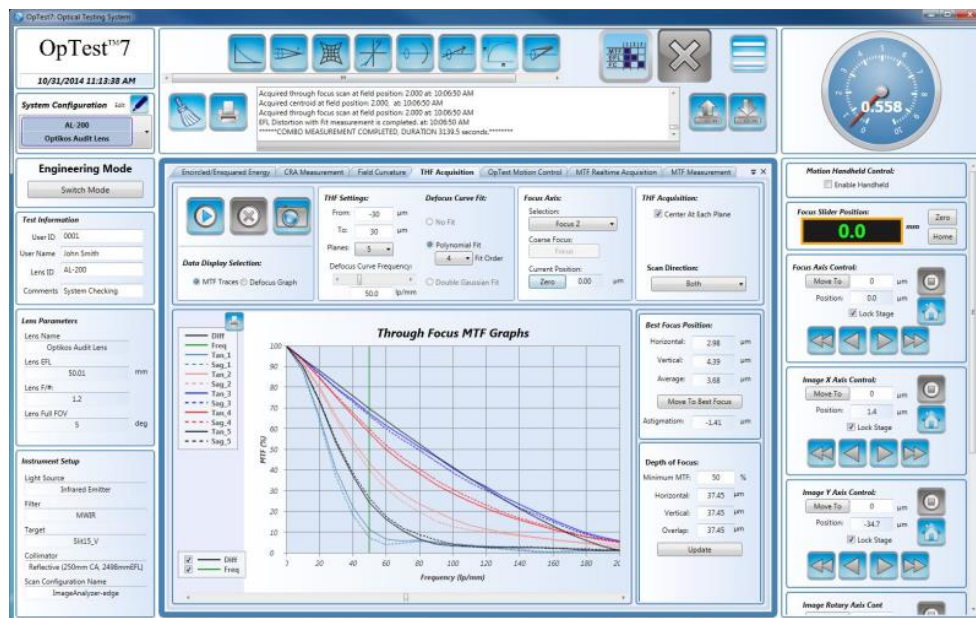 OpTest7: Optical Testing System
OpTest™7
10/31/2014 11:13:38 AM
System Configuration Edit
AL-200
Optikos Audit Lens
Engineering Mode
Switch Mode
Test Information
User ID 0001
User Name John Smith
Lens ID AL-200
Comments System Checking
Lens Parameters
Lens Name
Optikos Audit Lens
Lens EFL
50.01 mm
Lens F/#:
1.2
Lens Full FOV
5 deg
Instrument Setup
Light Source
Infrared Emitter
Filter
MWIR
Target
Slit15_V
Collimator
Reflective (250mm CA, 2498mmEFL)
Scan Configuration Name
ImageAnalyzer-edge
MTF
EFL
FC
Acquired through focus scan at field position: 2.000 at: 10:06:50 AM
Acquired centroid at field position: 2.000, at: 10:06:50 AM
EFL Distortion with Fit measurement is completed. at: 10:06:50 AM
******COMBO MEASUREMENT COMPLETED, DURATION 3139.5 seconds.********
0.558
Encircled/Ensquared Energy CRA Measurement Field Curvature THF Acquisition OpTest Motion Control MTF Realtime Acquisition MTF Measurement
Data Display Selection:
MTF Traces Defocus Graph
THF Settings:
From: -30 µm
To: 30 µm
Planes: 5
Defocus Curve Frequency:
50.0 lp/mm
Defocus Curve Fit:
No Fit
Polynomial Fit
4 Fit Order
Double Gaussian Fit
Focus Axis:
Selection:
Focus 2
Coarse Focus:
Focus
Current Position:
Zero 0.00 µm
THF Acquisition:
Center At Each Plane
Scan Direction:
Both
Through Focus MTF Graphs
Diff
Freq
Tan_1
Sag_1
Tan_2
Sag_2
Tan_3
Sag_3
Tan_4
Sag_4
Tan_5
Sag_5
Diff
Freq
MTF (%)
100
90
80
70
60
50
40
30
20
10
0
20 40 60 80 100 120 140 160 180
Frequency (lp/mm)
Best Focus Position:
Horizontal: 2.98 µm
Vertical: 4.39 µm
Average: 3.68 µm
Move To Best Focus
Astigmatism: -1.41 µm
Depth of Focus:
Minimum MTF: 50 %
Horizontal: 37.45 µm
Vertical: 37.45 µm
Overlap: 37.45 µm
Update
Motion Handheld Control:
Enable Handheld
Focus Slider Position:
0.0 mm
Zero
Home
Focus Axis Control:
Move To 0 µm
Position: 0.0 µm
Lock Stage
Image X Axis Control:
Move To 0 µm
Position: 1.4 µm
Lock Stage
Image Y Axis Control:
Move To 0 µm
Position: -34.7 µm
Lock Stage
Image Rotary Axis Cont